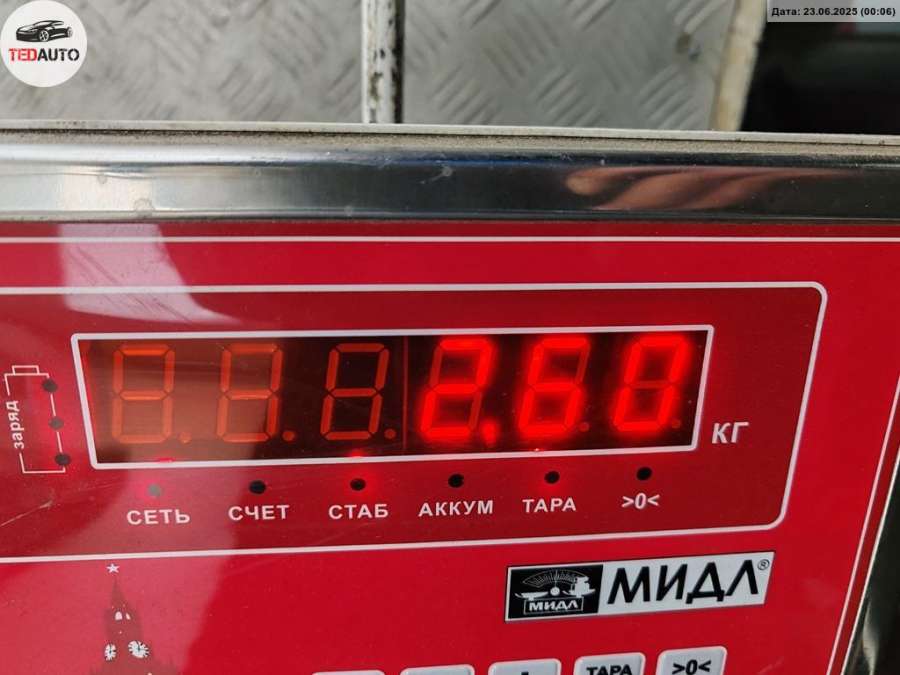 TEDAUTO
Дата: 23.06.2025 (00:06)
заряд
2.60
КГ
СЕТЬ СЧЕТ СТАБ АККУМ ТАРА >0<
МИДЛ МИДЛ®
ТАРА >0<